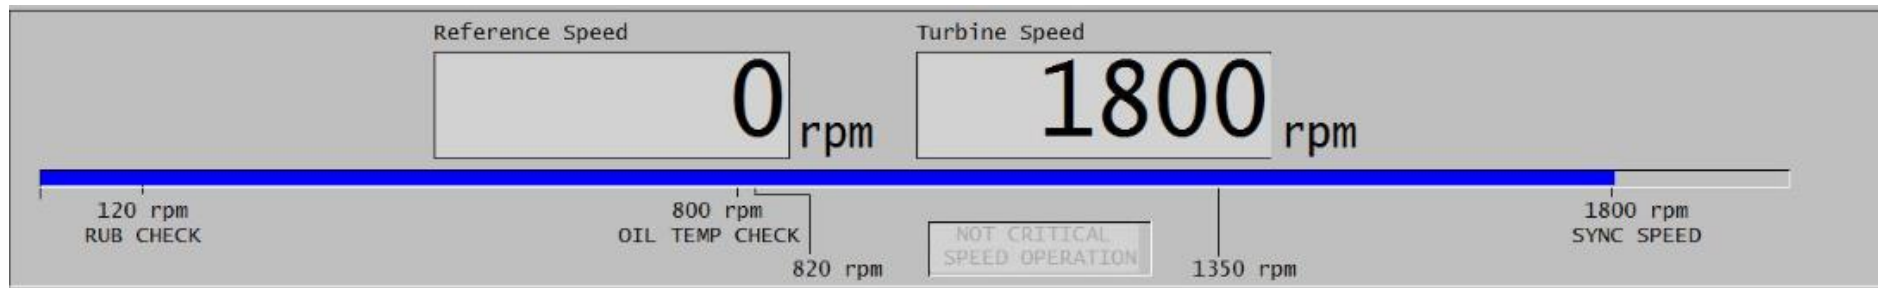 Reference Speed
Turbine Speed
0 rpm
1800 rpm
120 rpm
RUB CHECK
800 rpm
OIL TEMP CHECK
820 rpm
NOT CRITICAL
SPEED OPERATION
1350 rpm
1800 rpm
SYNC SPEED